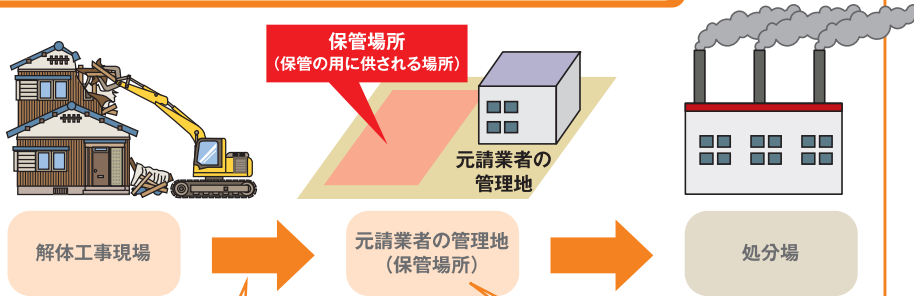 保管場所
（保管の用に供される場所）
元請業者の
管理地
解体工事現場
元請業者の管理地
（保管場所）
処分場